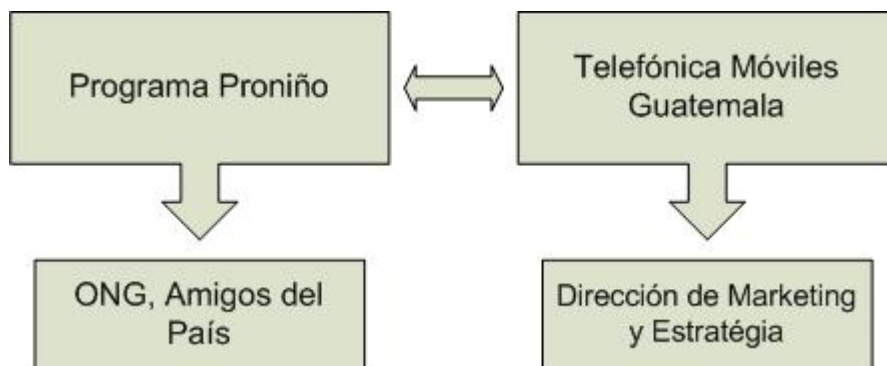 Programa Proniño
Telefónica Móviles
Guatemala
ONG, Amigos del
País
Dirección de Marketing
y Estratégia